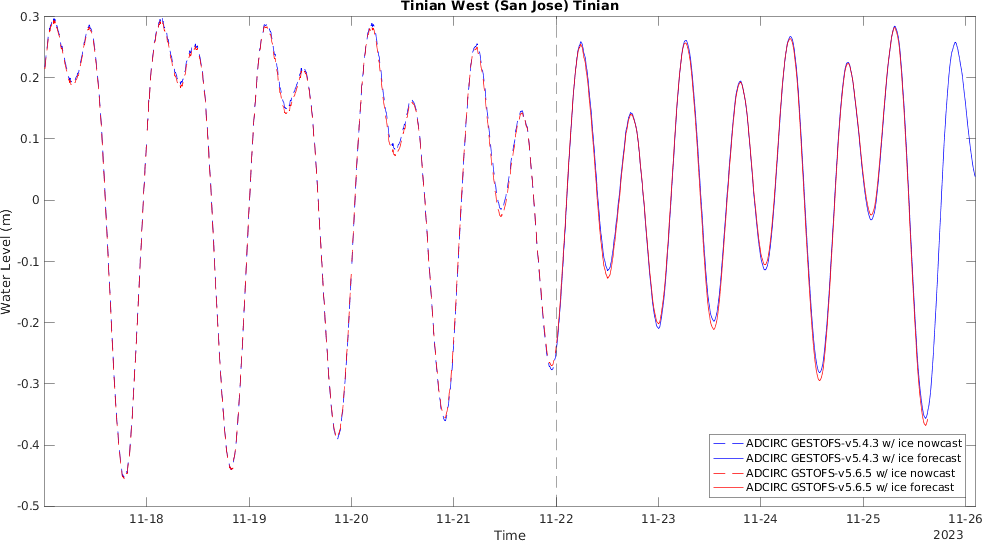 Tinian West (San Jose) Tinian
0.3
0.2
0.1
0
-0.1
-0.2
-0.3
-0.4
-0.5
Water Level (m)
ADCIRC GESTOFS-v5.4.3 w/ ice nowcast
ADCIRC GESTOFS-v5.4.3 w/ ice forecast
ADCIRC GSTOFS-v5.6.5 w/ ice nowcast
ADCIRC GSTOFS-v5.6.5 w/ ice forecast
11-18 11-19 11-20 11-21 11-22 11-23 11-24 11-25 11-26
Time
2023